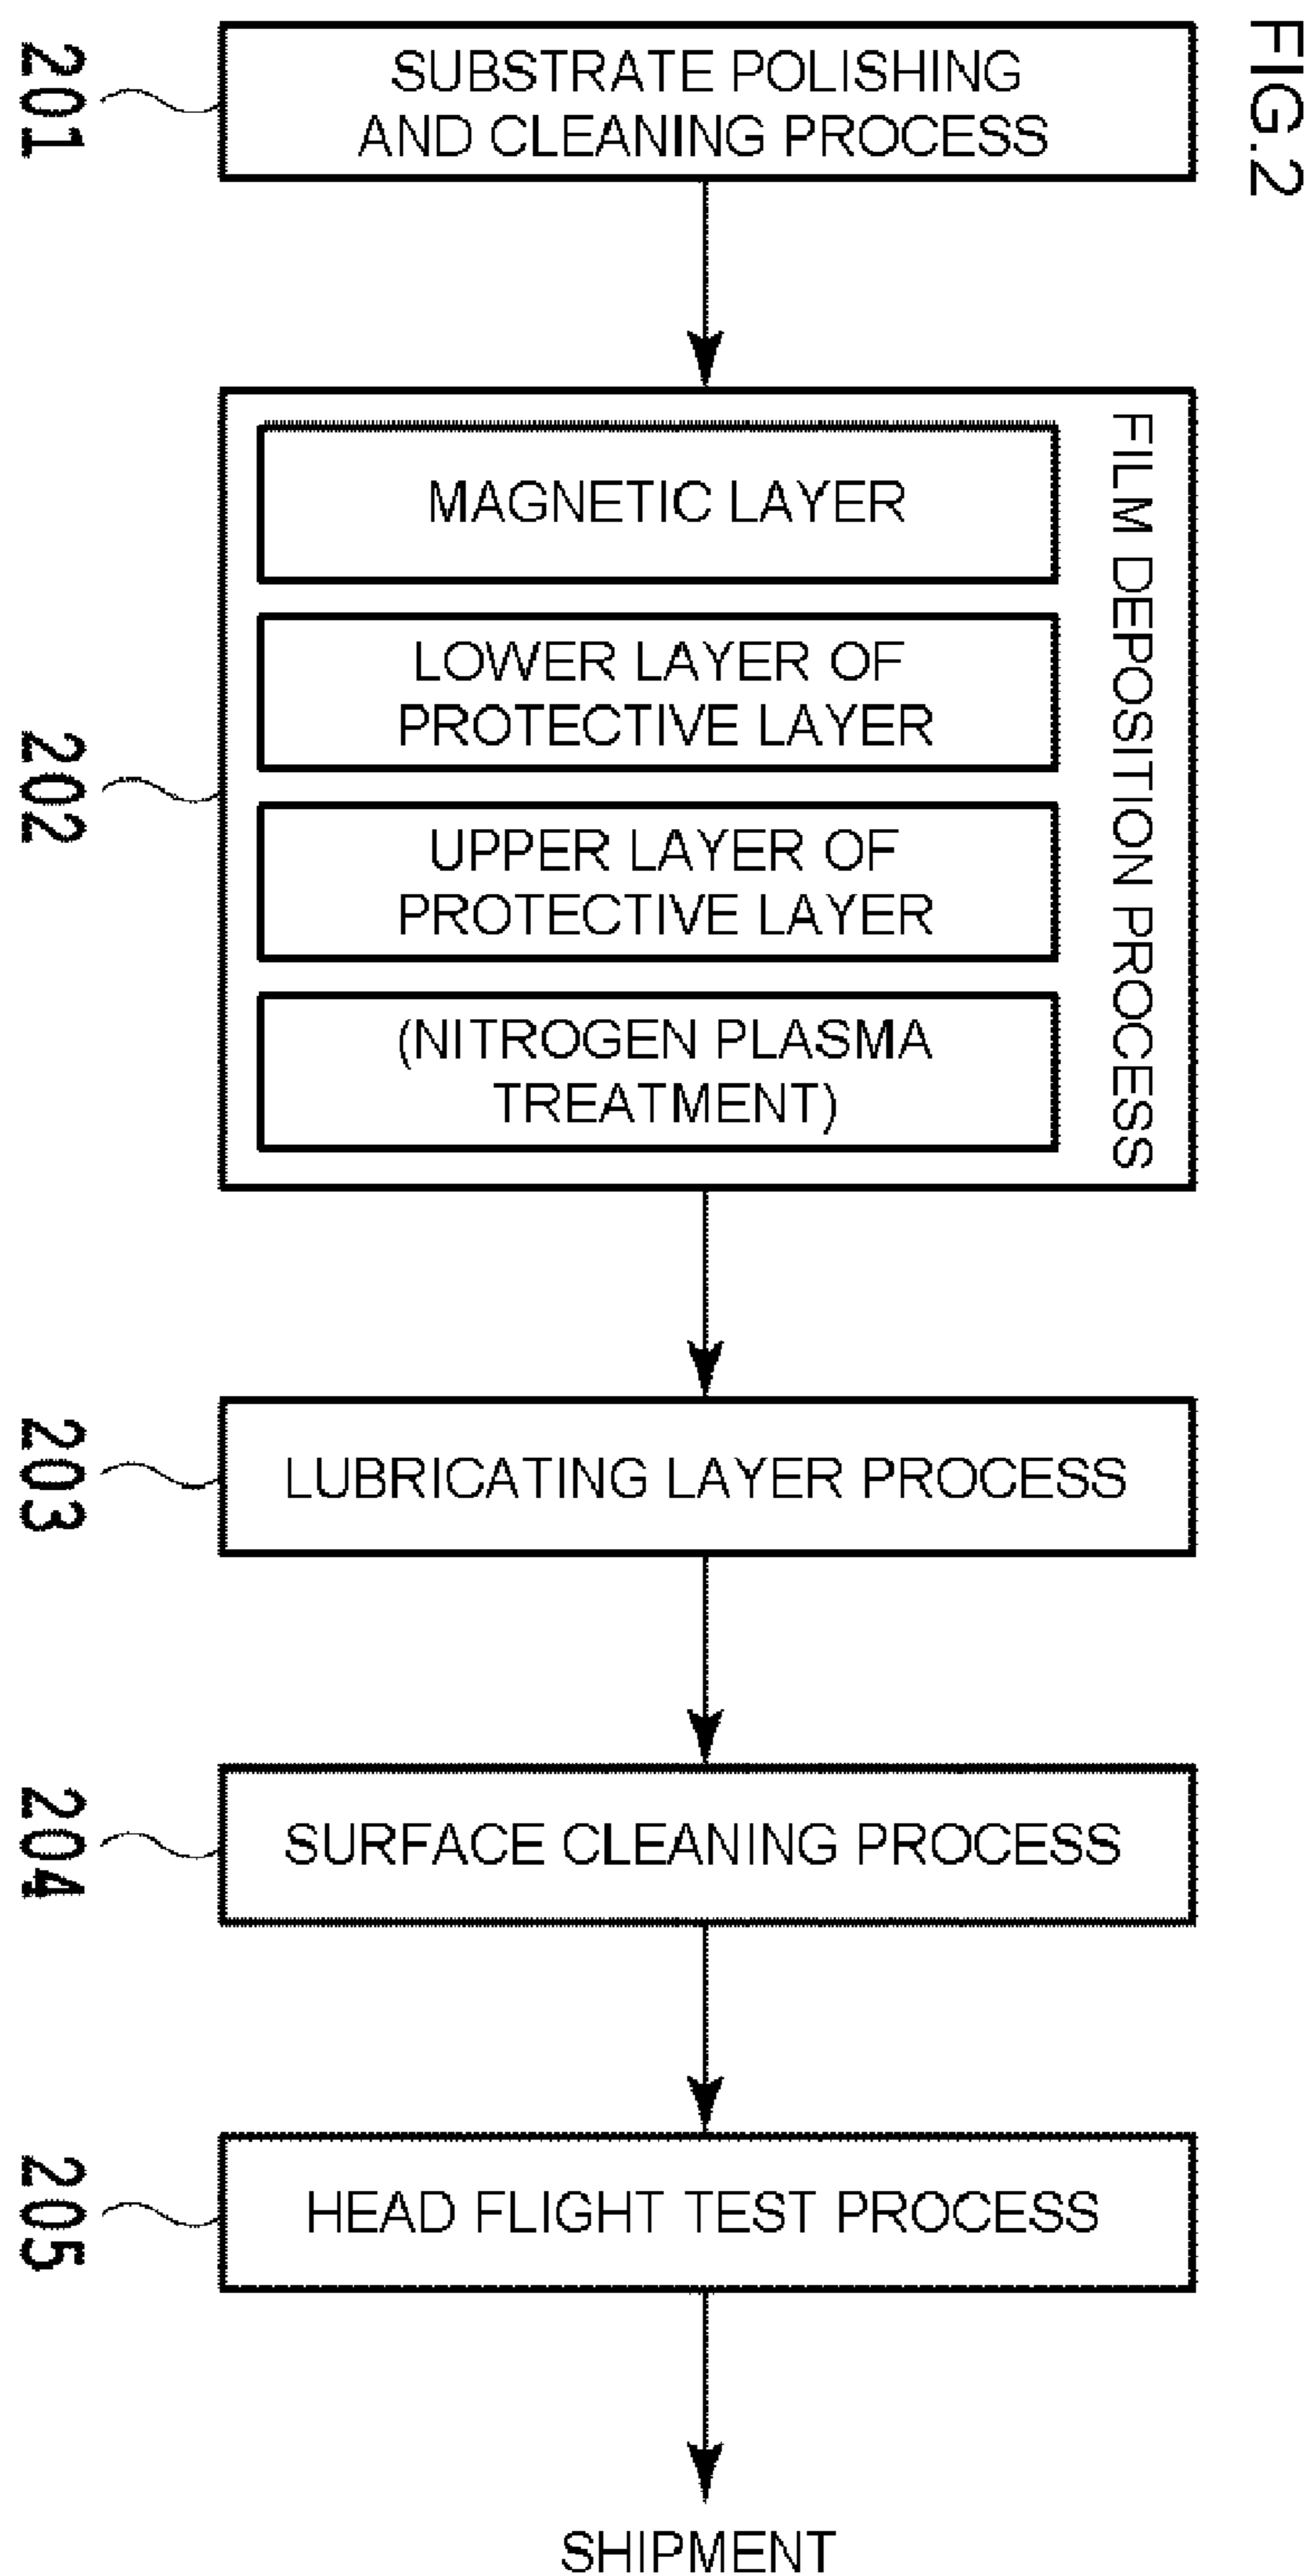 FIG.2
SUBSTRATE POLISHING
AND CLEANING PROCESS
201
FILM DEPOSITION PROCESS
MAGNETIC LAYER
LOWER LAYER OF
PROTECTIVE LAYER
UPPER LAYER OF
PROTECTIVE LAYER
(NITROGEN PLASMA
TREATMENT)
202
LUBRICATING LAYER PROCESS
203
SURFACE CLEANING PROCESS
204
HEAD FLIGHT TEST PROCESS
205
SHIPMENT